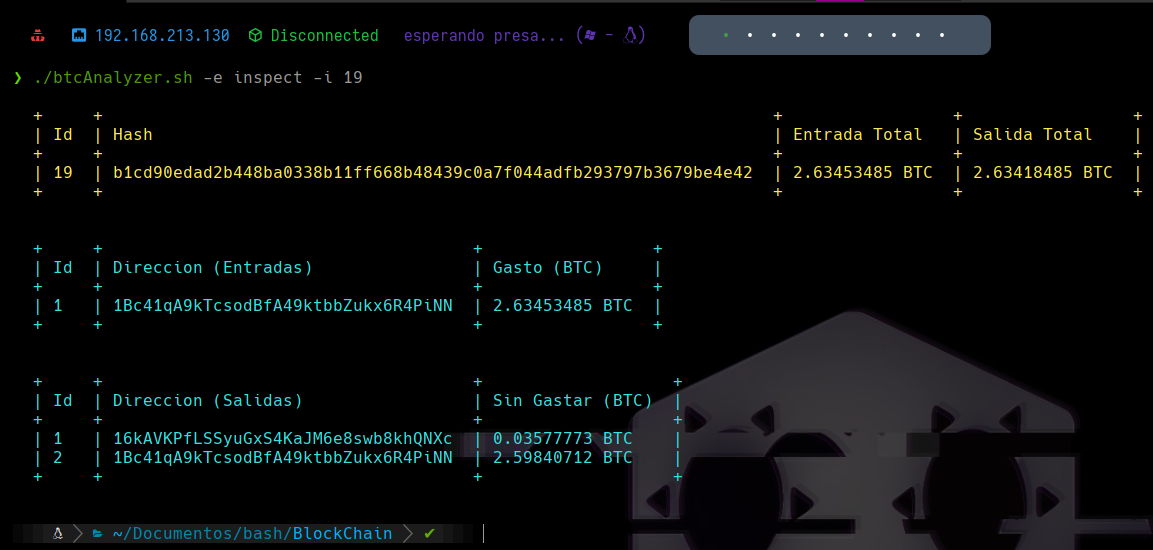 192.168.213.130 Disconnected esperando presa... ( - )
❯ ./btcAnalyzer.sh -e inspect -i 19
+ + + + +
| Id | Hash | Entrada Total | Salida Total |
+ + + + +
| 19 | b1cd90edad2b448ba0338b11ff668b48439c0a7f044adfb293797b3679be4e42 | 2.63453485 BTC | 2.63418485 BTC |
+ + + + +
+ + + +
| Id | Direccion (Entradas) | Gasto (BTC) |
+ + + +
| 1 | 1Bc41qA9kTcsodBfA49ktbbZukx6R4PiNN | 2.63453485 BTC |
+ + + +
+ + + +
| Id | Direccion (Salidas) | Sin Gastar (BTC) |
+ + + +
| 1 | 16kAVKPfLSSyuGxS4KaJM6e8swb8khQNXc | 0.03577773 BTC |
| 2 | 1Bc41qA9kTcsodBfA49ktbbZukx6R4PiNN | 2.59840712 BTC |
+ + + +
~/Documentos/bash/BlockChain ✔